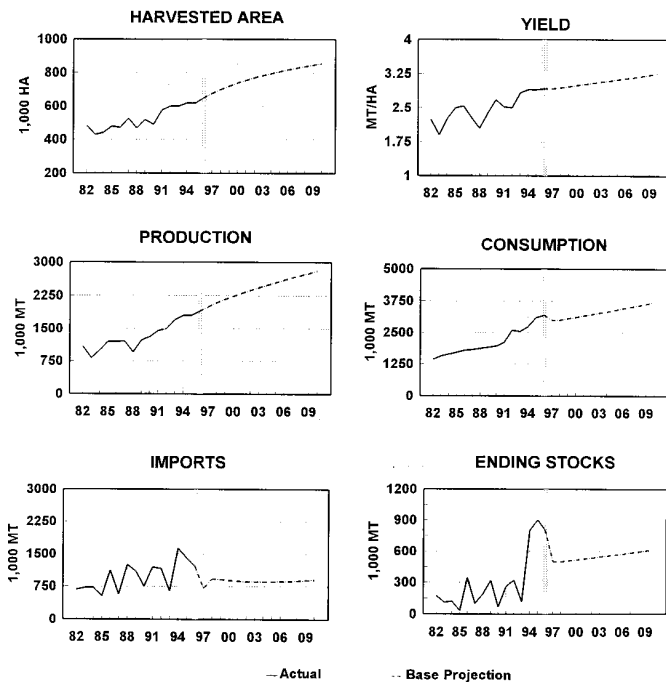 HARVESTED AREA
1000
800
600
400
200
1,000 HA
82 85 88 91 94 97 00 03 06 09
YIELD
4
3.25
2.5
1.75
1
MT/HA
82 85 88 91 94 97 00 03 06 09
PRODUCTION
3000
2250
1500
750
0
1,000 MT
82 85 88 91 94 97 00 03 06 09
CONSUMPTION
5000
3750
2500
1250
0
1,000 MT
82 85 88 91 94 97 00 03 06 09
IMPORTS
3000
2250
1500
750
0
1,000 MT
82 85 88 91 94 97 00 03 06 09
ENDING STOCKS
1200
900
600
300
0
1,000 MT
82 85 88 91 94 97 00 03 06 09
Actual
Base Projection